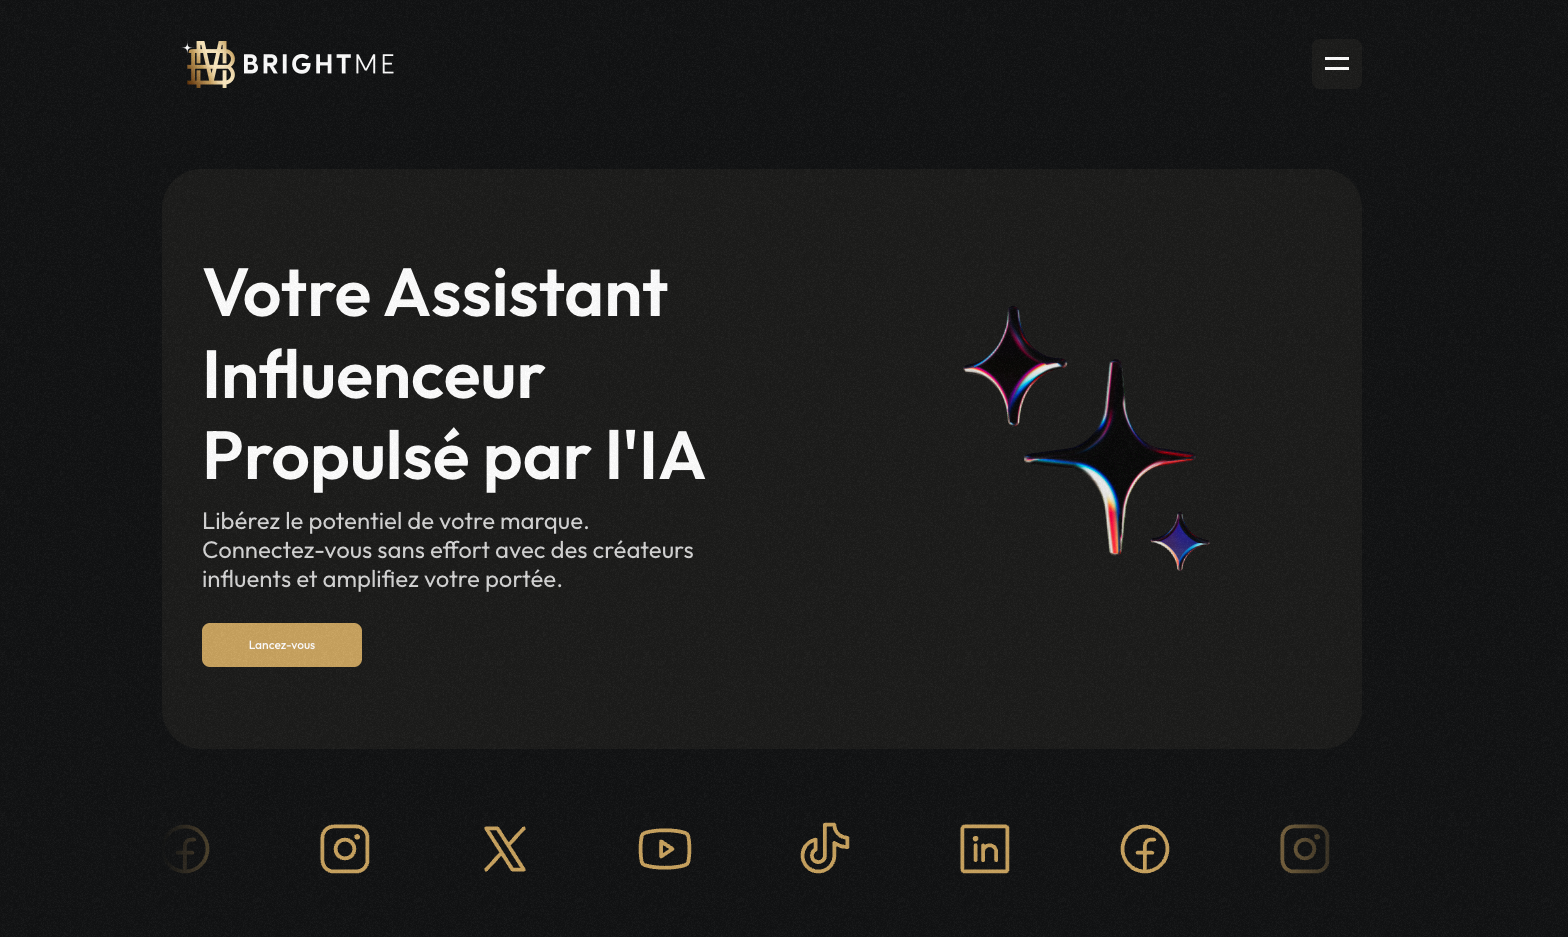 BRIGHTME
Votre Assistant
Influenceur
Propulsé par l'IA
Libérez le potentiel de votre marque.
Connectez-vous sans effort avec des créateurs
influents et amplifiez votre portée.
Lancez-vous